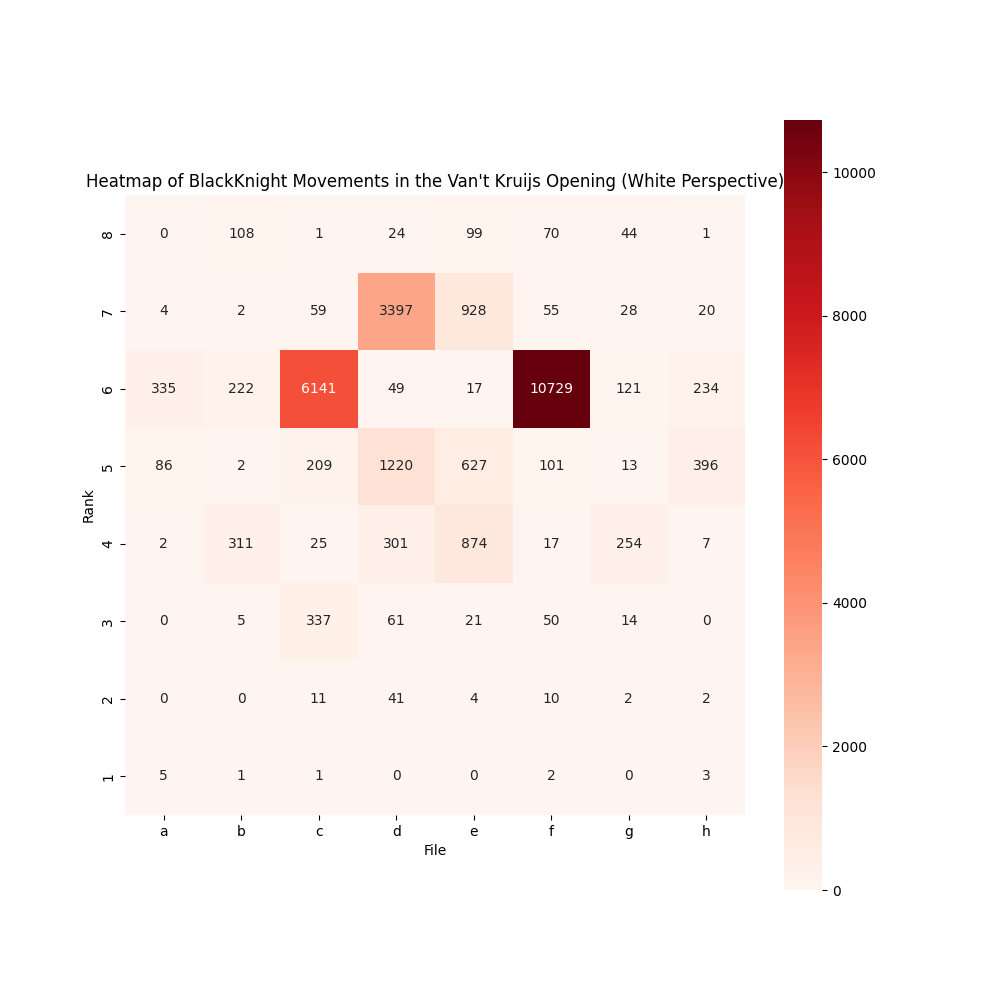 Heatmap of BlackKnight Movements in the Van't Kruijs Opening (White Perspective)
10000
8000
6000
4000
2000
0
Rank
8 0 108 1 24 99 70 44 1
7 4 2 59 3397 928 55 28 20
6 335 222 6141 49 17 10729 121 234
5 86 2 209 1220 627 101 13 396
4 2 311 25 301 874 17 254 7
3 0 5 337 61 21 50 14 0
2 0 0 11 41 4 10 2 2
1 5 1 1 0 0 2 0 3
a b c d e f g h
File